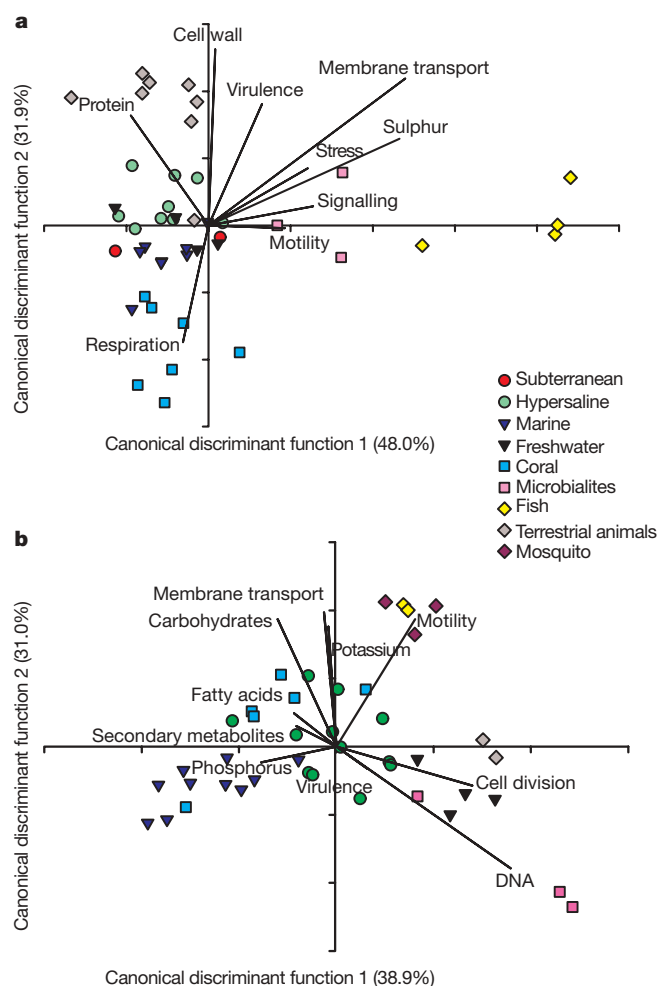 a
Cell wall
Membrane transport
Virulence
Protein
Sulphur
Stress
Signalling
Motility
Respiration
Canonical discriminant function 2 (31.9%)
Canonical discriminant function 1 (48.0%)
Subterranean
Hypersaline
Marine
Freshwater
Coral
Microbialites
Fish
Terrestrial animals
Mosquito
b
Membrane transport
Carbohydrates
Motility
Potassium
Fatty acids
Secondary metabolites
Phosphorus
Virulence
Cell division
DNA
Canonical discriminant function 2 (31.0%)
Canonical discriminant function 1 (38.9%)